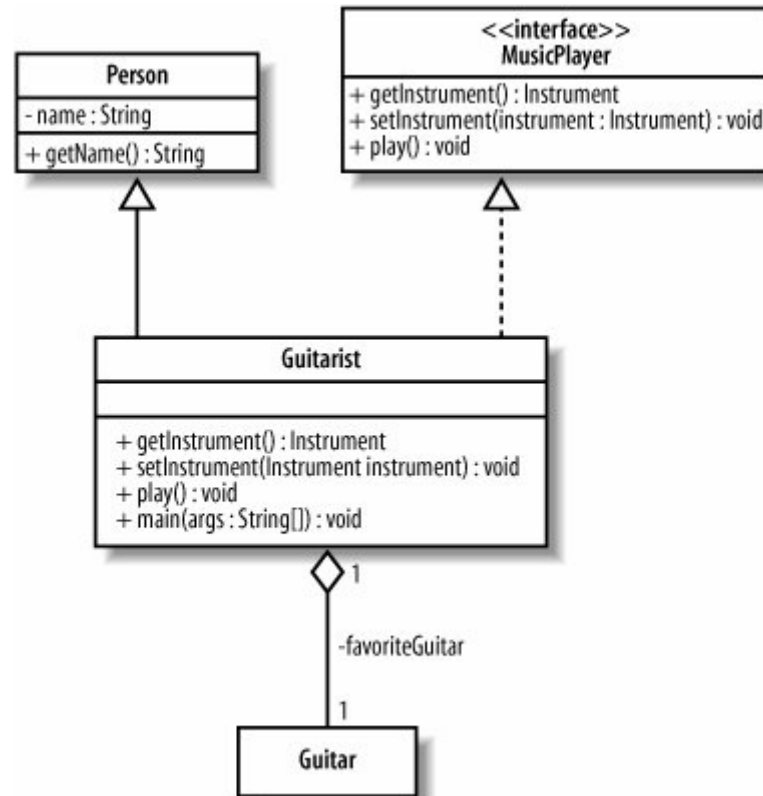 Person
- name : String
+ getName() : String
<<interface>>
MusicPlayer
+ getInstrument() : Instrument
+ setInstrument(instrument : Instrument) : void
+ play() : void
Guitarist
+ getInstrument() : Instrument
+ setInstrument(Instrument instrument) : void
+ play() : void
+ main(args : String[]) : void
1
-favoriteGuitar
1
Guitar